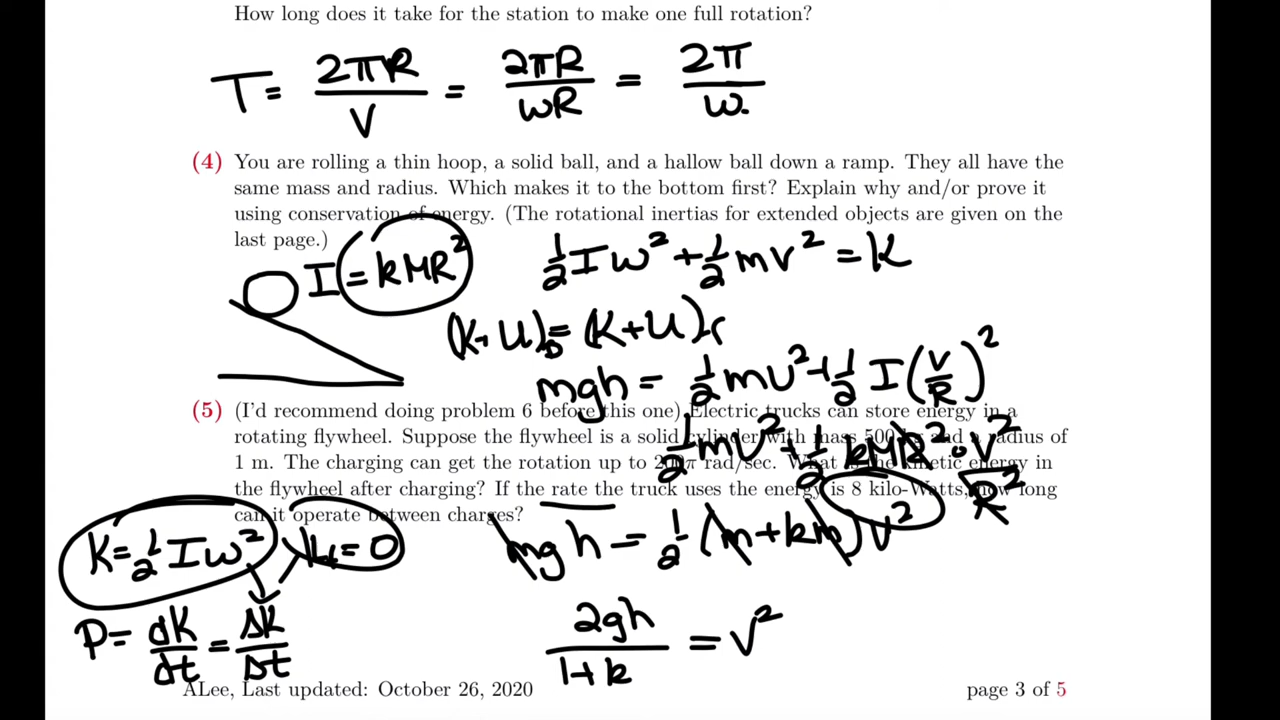 How long does it take for the station to make one full rotation?
T = 2πR/V = 2πR/ωR = 2π/ω.
(4) You are rolling a thin hoop, a solid ball, and a hallow ball down a ramp. They all have the
same mass and radius. Which makes it to the bottom first? Explain why and/or prove it
using conservation of energy. (The rotational inertias for extended objects are given on the
last page.)
I = kMR²
½Iω² + ½mv² = K
(K+U)₀ = (K+U)f
mgh = ½mv² + ½I(V/R)²
(5) (I'd recommend doing problem 6 before this one) Electric trucks can store energy in a
rotating flywheel. Suppose the flywheel is a solid cylinder with mass 500 kg and a radius of
1 m. The charging can get the rotation up to 200π rad/sec. What is the kinetic energy in
the flywheel after charging? If the rate the truck uses the energy is 8 kilo-Watts, how long
can it operate between charges?
½mv² + ½kMR² · V²/R²
mgh = ½(m+km)v²
K = ½Iω²
= 0
P = dK/dt = ΔK/Δt
2gh/1+k = v²
ALee, Last updated: October 26, 2020
page 3 of 5